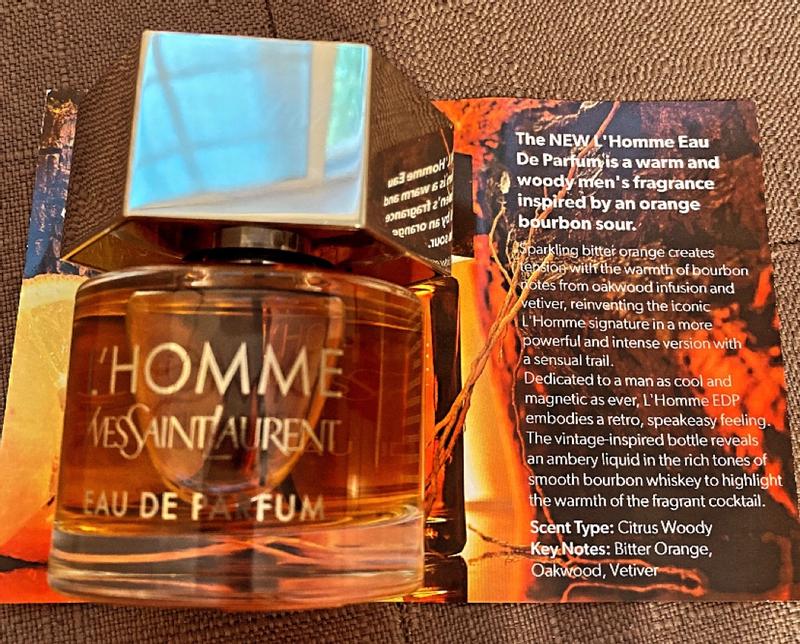 L'HOMME
YVESSAINTLAURENT
EAU DE PARFUM
The NEW L'Homme Eau
De Parfum is a warm and
woody men's fragrance
inspired by an orange
bourbon sour.
Sparkling bitter orange creates
tension with the warmth of bourbon
notes from oakwood infusion and
vetiver, reinventing the iconic
L'Homme signature in a more
powerful and intense version with
a sensual trail.
Dedicated to a man as cool and
magnetic as ever, L'Homme EDP
embodies a retro, speakeasy feeling.
The vintage-inspired bottle reveals
an ambery liquid in the rich tones of
smooth bourbon whiskey to highlight
the warmth of the fragrant cocktail.
Scent Type: Citrus Woody
Key Notes: Bitter Orange,
Oakwood, Vetiver